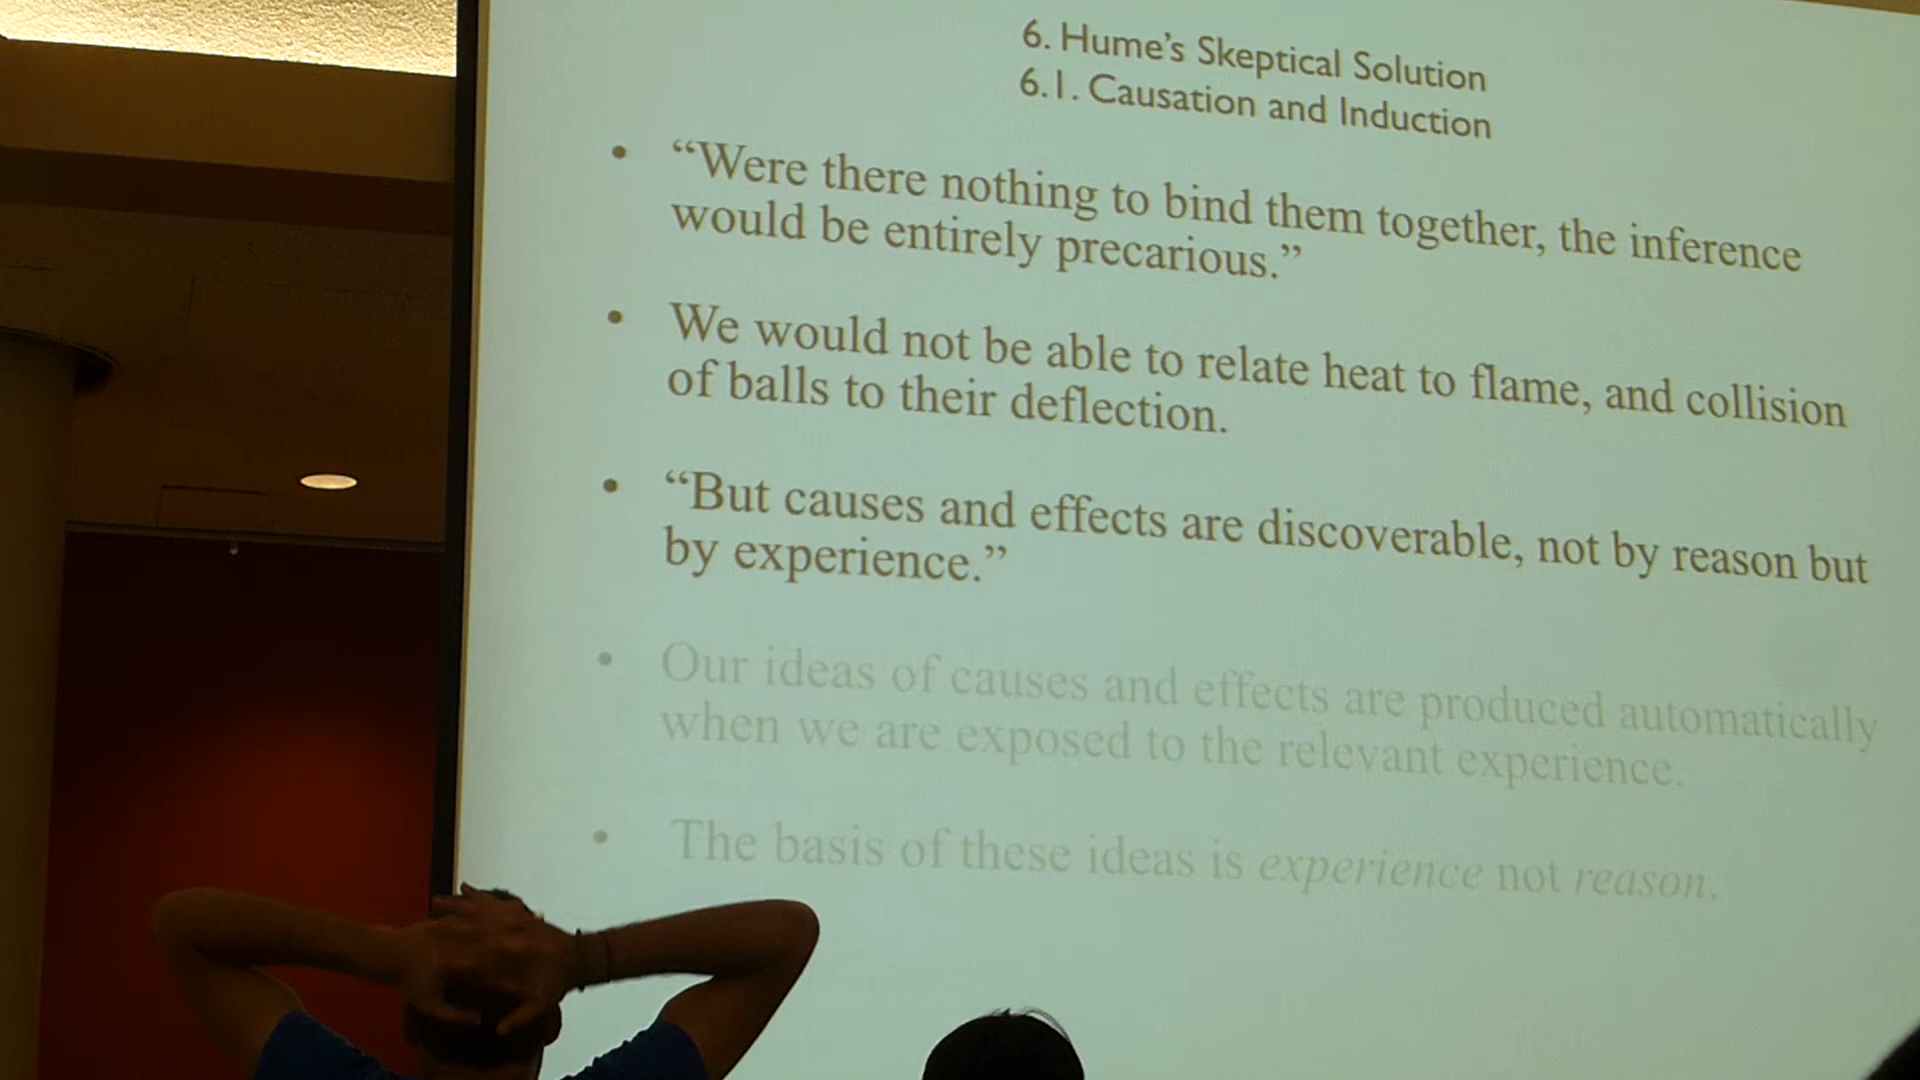 6. Hume's Skeptical Solution
6.1. Causation and Induction
• “Were there nothing to bind them together, the inference
would be entirely precarious.”
• We would not be able to relate heat to flame, and collision
of balls to their deflection.
• “But causes and effects are discoverable, not by reason but
by experience.”
• Our ideas of causes and effects are produced automatically
when we are exposed to the relevant experience.
• The basis of these ideas is experience not reason.